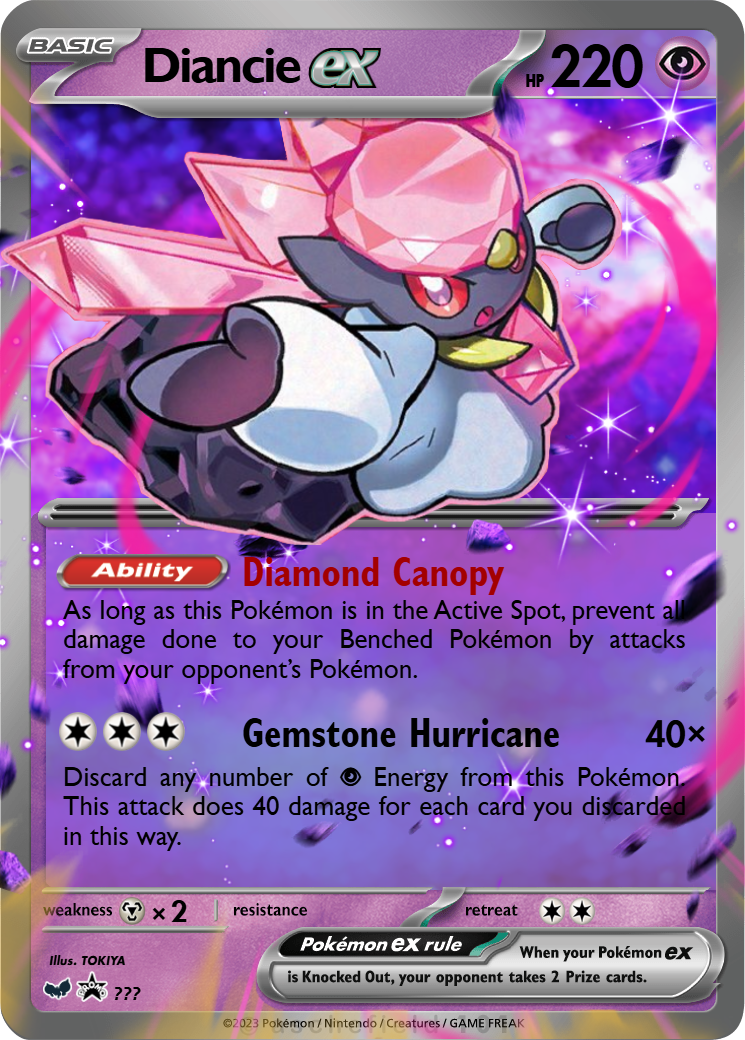 BASIC
Diancie ex
HP 220
Ability Diamond Canopy
As long as this Pokémon is in the Active Spot, prevent all
damage done to your Benched Pokémon by attacks
from your opponent's Pokémon.
Gemstone Hurricane 40×
Discard any number of Energy from this Pokémon.
This attack does 40 damage for each card you discarded
in this way.
weakness ×2 resistance retreat
Pokémon ex rule
When your Pokémon ex
is Knocked Out, your opponent takes 2 Prize cards.
Illus. TOKIYA
PROMO ???
©2023 Pokémon / Nintendo / Creatures / GAME FREAK